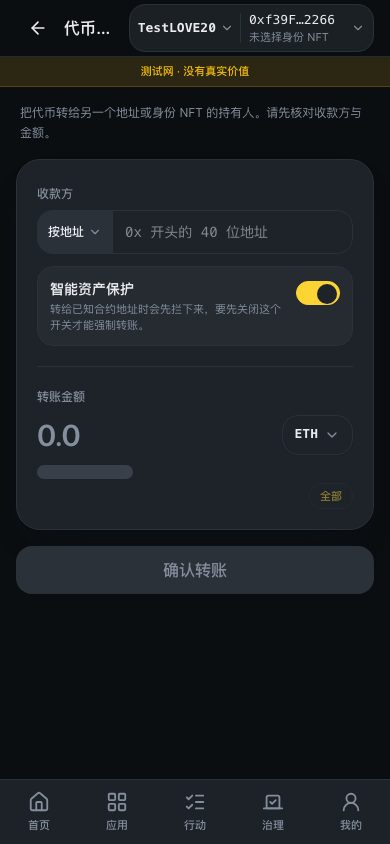 代币...
TestLOVE20
0xf39F...2266
未选择身份 NFT
测试网 · 没有真实价值
把代币转给另一个地址或身份 NFT 的持有人。请先核对收款方与
金额。
收款方
按地址
0x 开头的 40 位地址
智能资产保护
转给已知合约地址时会先拦下来，要先关闭这个
开关才能强制转账。
转账金额
0.0
ETH
全部
确认转账
首页
应用
行动
治理
我的